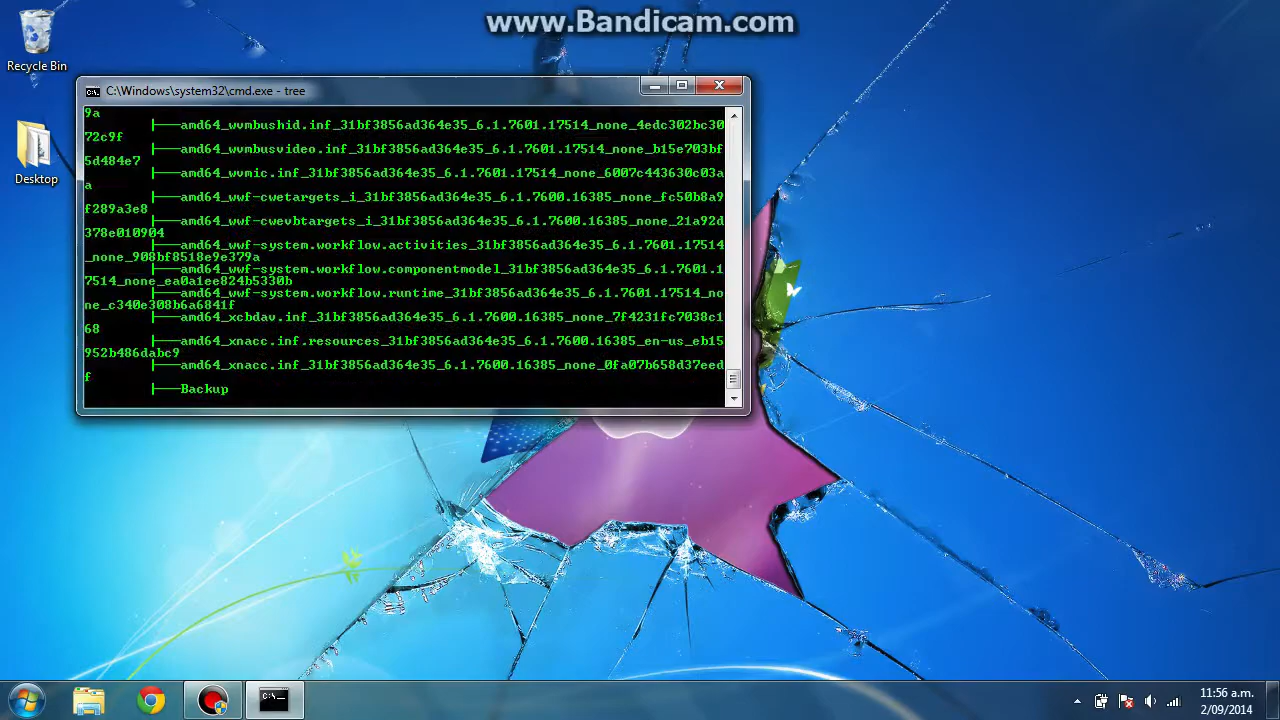 www.Bandicam.com
Recycle Bin
C:\Windows\system32\cmd.exe - tree
9a
├───amd64_wvmbushid.inf_31bf3856ad364e35_6.1.7601.17514_none_4edc302bc30
72c9f
├───amd64_wvmbusvideo.inf_31bf3856ad364e35_6.1.7601.17514_none_b15e703bf
5d484e7
├───amd64_wvmic.inf_31bf3856ad364e35_6.1.7601.17514_none_6007c443630c03a
a
├───amd64_wwf-cwetargets_i_31bf3856ad364e35_6.1.7600.16385_none_fc50b8a9
f289a3e8
├───amd64_wwf-cwevbtargets_i_31bf3856ad364e35_6.1.7600.16385_none_21a92d
378e010904
├───amd64_wwf-system.workflow.activities_31bf3856ad364e35_6.1.7601.17514
_none_908bf8518e9e379a
├───amd64_wwf-system.workflow.componentmodel_31bf3856ad364e35_6.1.7601.1
7514_none_ea0a1ee824b5330b
├───amd64_wwf-system.workflow.runtime_31bf3856ad364e35_6.1.7601.17514_no
ne_c340e308b6a6841f
├───amd64_xcbdav.inf_31bf3856ad364e35_6.1.7600.16385_none_7f4231fc7038c1
68
├───amd64_xnacc.inf.resources_31bf3856ad364e35_6.1.7600.16385_en-us_eb15
952b486dabc9
├───amd64_xnacc.inf_31bf3856ad364e35_6.1.7600.16385_none_0fa07b658d37eed
f
├───Backup
Desktop
11:56 a.m.
2/09/2014